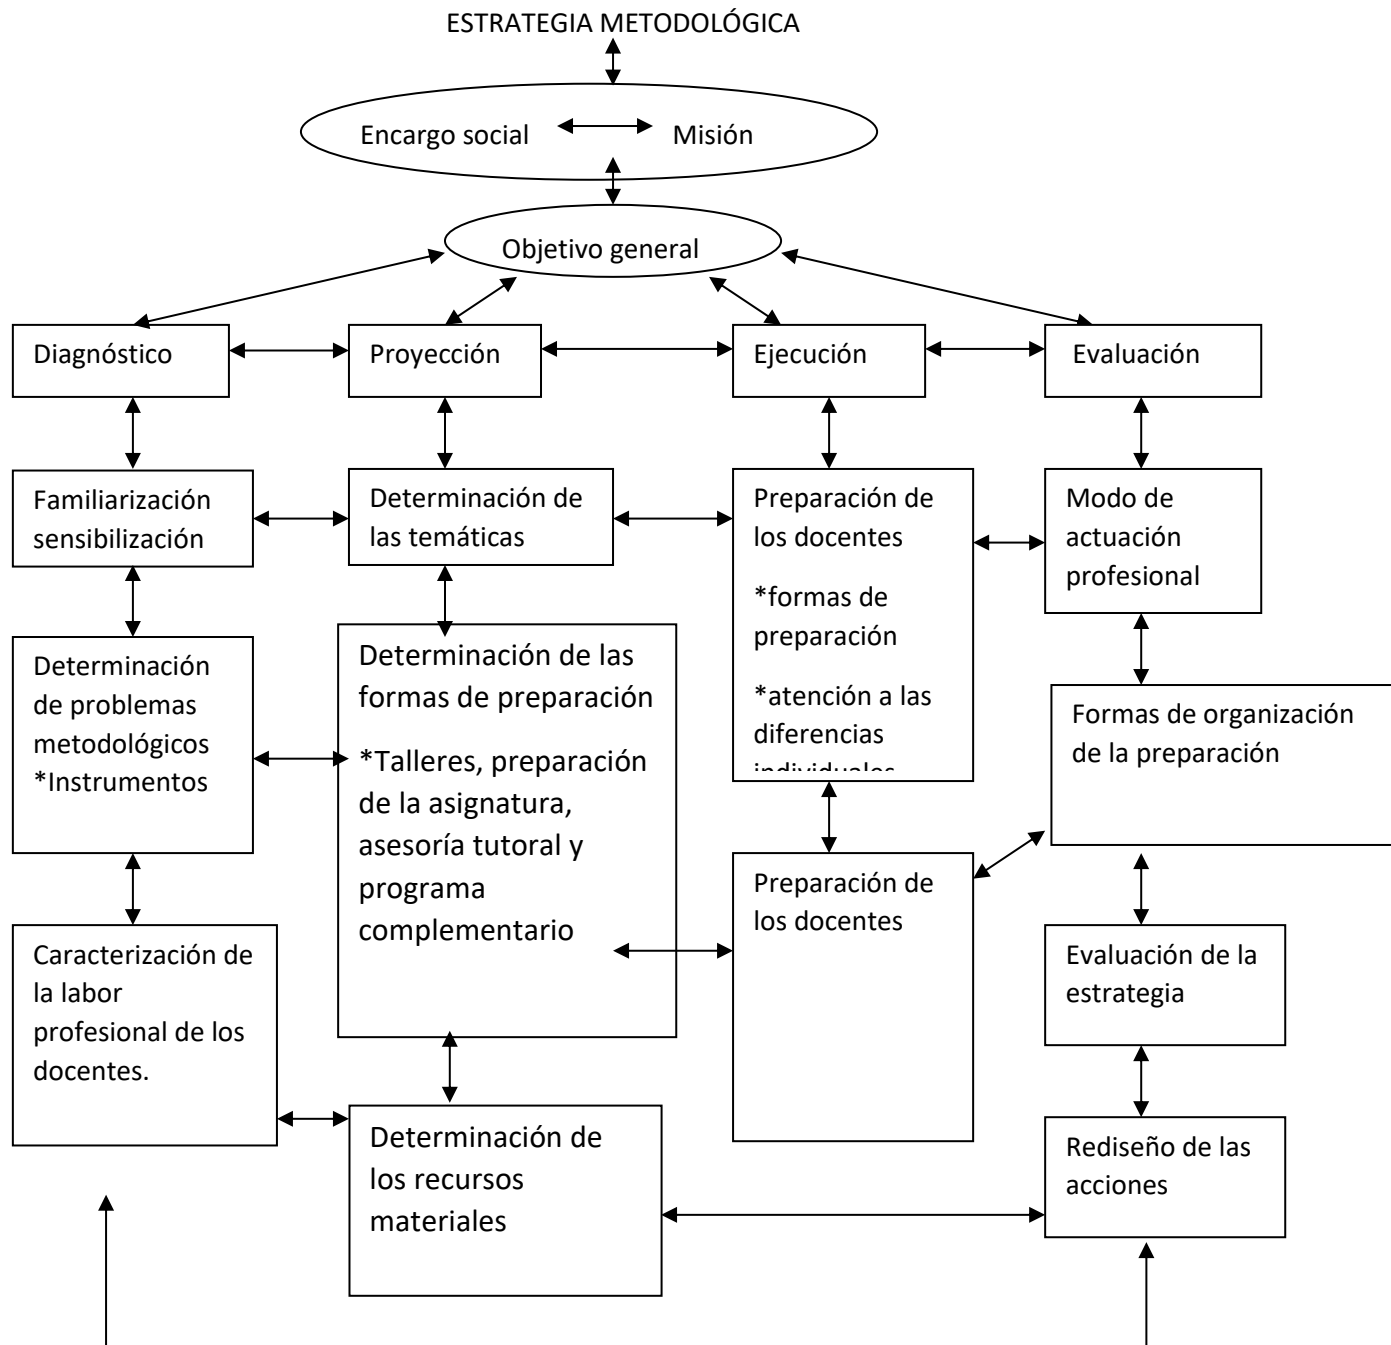 ESTRATEGIA METODOLÓGICA
Encargo social
Misión
Objetivo general
Diagnóstico
Proyección
Ejecución
Evaluación
Familiarización
sensibilización
Determinación de
las temáticas
Preparación de
los docentes
*formas de
preparación
*atención a las
diferencias
individuales
Modo de
actuación
profesional
Determinación
de problemas
metodológicos
*Instrumentos
Determinación de las
formas de preparación
*Talleres, preparación
de la asignatura,
asesoría tutoral y
programa
complementario
Formas de organización
de la preparación
Caracterización de
la labor
profesional de los
docentes.
Preparación de
los docentes
Evaluación de la
estrategia
Determinación de
los recursos
materiales
Rediseño de las
acciones